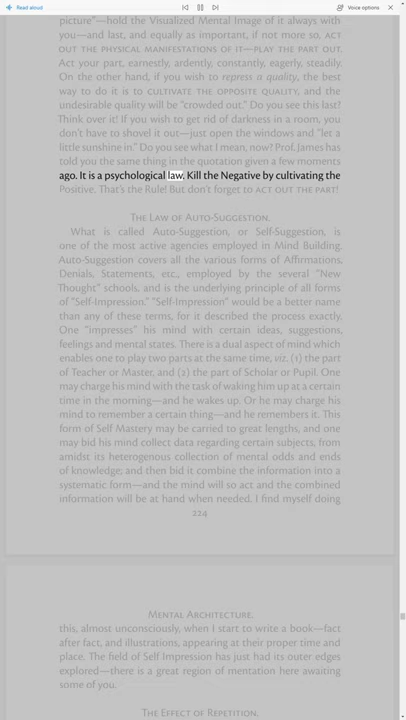 Read aloud
Voice options
picture"—hold the Visualized Mental Image of it always with
you—and last, and equally as important, if not more so, ACT
OUT THE PHYSICAL MANIFESTATIONS OF IT—PLAY THE PART OUT.
Act your part, earnestly, ardently, constantly, eagerly, steadily.
On the other hand, if you wish to repress a quality, the best
way to do it is to CULTIVATE THE OPPOSITE QUALITY, and the
undesirable quality will be "crowded out." Do you see this last?
Think over it! If you wish to get rid of darkness in a room, you
don't have to shovel it out—just open the windows and "let a
little sunshine in." Do you see what I mean, now? Prof. James has
told you the same thing in the quotation given a few moments
ago. It is a psychological law. Kill the Negative by cultivating the
Positive. That's the Rule! But don't forget to ACT OUT THE PART!
THE LAW OF AUTO-SUGGESTION.
What is called Auto-Suggestion, or Self-Suggestion, is
one of the most active agencies employed in Mind Building.
Auto-Suggestion covers all the various forms of Affirmations,
Denials, Statements, etc., employed by the several "New
Thought" schools, and is the underlying principle of all forms
of "Self-Impression." "Self-Impression" would be a better name
than any of these terms, for it described the process exactly.
One "impresses" his mind with certain ideas, suggestions,
feelings and mental states. There is a dual aspect of mind which
enables one to play two parts at the same time, viz. (1) the part
of Teacher or Master, and (2) the part of Scholar or Pupil. One
may charge his mind with the task of waking him up at a certain
time in the morning—and he wakes up. Or he may charge his
mind to remember a certain thing—and he remembers it. This
form of Self Mastery may be carried to great lengths, and one
may bid his mind collect data regarding certain subjects, from
amidst its heterogenous collection of mental odds and ends
of knowledge, and then bid it combine the information into a
systematic form—and the mind will so act and the combined
information will be at hand when needed. I find myself doing
224
MENTAL ARCHITECTURE.
this, almost unconsciously, when I start to write a book—fact
after fact, and illustrations, appearing at their proper time and
place. The field of Self Impression has just had its outer edges
explored—there is a great region of mentation here awaiting
some of you.
THE EFFECT OF REPETITION.